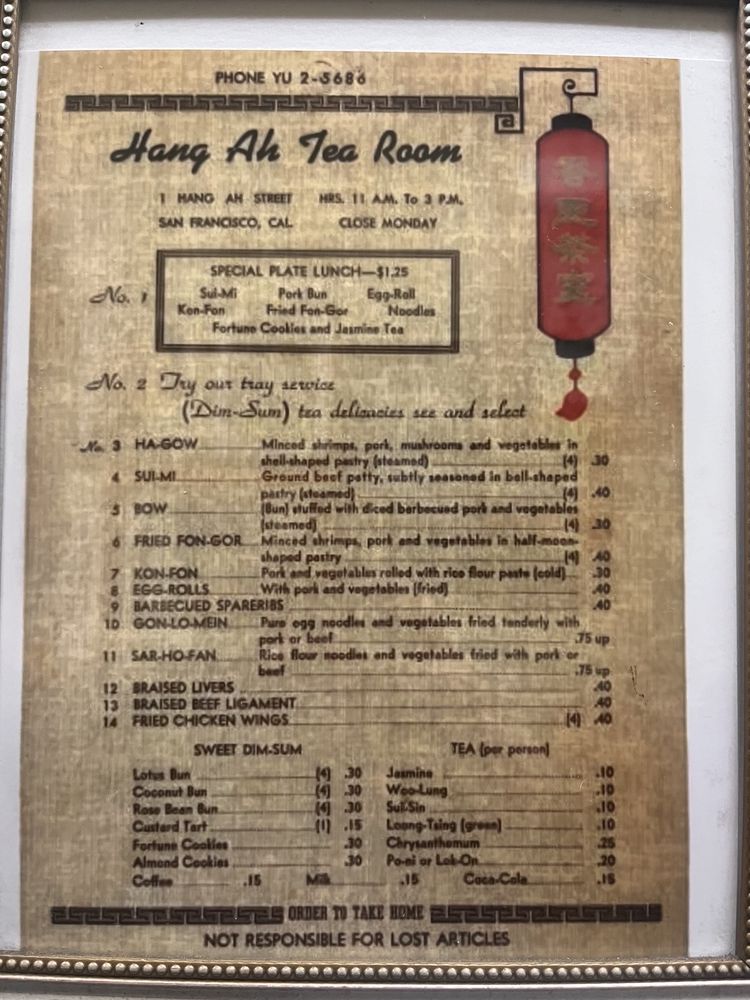 PHONE YU 2-5686
Hang Ah Tea Room
1 HANG AH STREET HRS. 11 A.M. To 3 P.M.
SAN FRANCISCO, CAL. CLOSE MONDAY
香亞茶室
No. 1
SPECIAL PLATE LUNCH—$1.25
Sui-Mi Pork Bun Egg-Roll
Kon-Fon Fried Fon-Gor Noodles
Fortune Cookies and Jasmine Tea
No. 2 Try our tray service
(Dim-Sum) tea delicacies see and select
No. 3 HA-GOW Minced shrimps, pork, mushrooms and vegetables in
shell-shaped pastry (steamed) (4) .30
4 SUI-MI Ground beef patty, subtly seasoned in bell-shaped
pastry (steamed) (4) .40
5 BOW (Bun) stuffed with diced barbecued pork and vegetables
(steamed) (4) .30
6 FRIED FON-GOR Minced shrimps, pork and vegetables in half-moon-
shaped pastry (4) .40
7 KON-FON Pork and vegetables rolled with rice flour paste (cold) .30
8 EGG-ROLLS With pork and vegetables (fried) .40
9 BARBECUED SPARERIBS .40
10 GON-LO-MEIN Pure egg noodles and vegetables fried tenderly with
pork or beef .75 up
11 SAR-HO-FAN Rice flour noodles and vegetables fried with pork or
beef .75 up
12 BRAISED LIVERS .40
13 BRAISED BEEF LIGAMENT .40
14 FRIED CHICKEN WINGS (4) .40
SWEET DIM-SUM TEA (per person)
Lotus Bun (4) .30 Jasmine .10
Coconut Bun (4) .30 Woo-Lung .10
Rose Bean Bun (4) .30 Sui-Sin .10
Custard Tart (1) .15 Loong-Tsing (green) .10
Fortune Cookies .30 Chrysanthemum .25
Almond Cookies .30 Po-ni or Lok-On .20
Coffee .15 Milk .15 Coca-Cola .15
ORDER TO TAKE HOME
NOT RESPONSIBLE FOR LOST ARTICLES